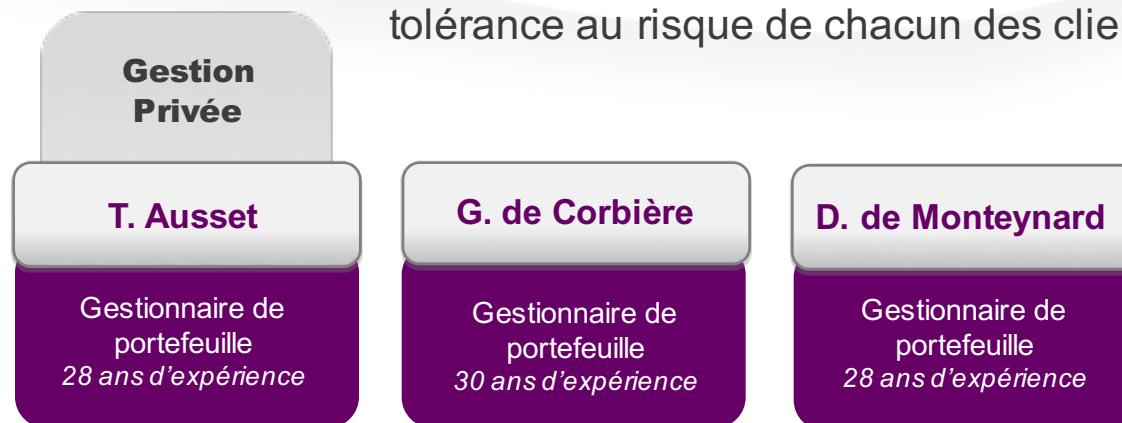 tolérance au risque de chacun des clie
Gestion
Privée
T. Ausset
Gestionnaire de
portefeuille
28 ans d’expérience
G. de Corbière
Gestionnaire de
portefeuille
30 ans d’expérience
D. de Monteynard
Gestionnaire de
portefeuille
28 ans d’expérience